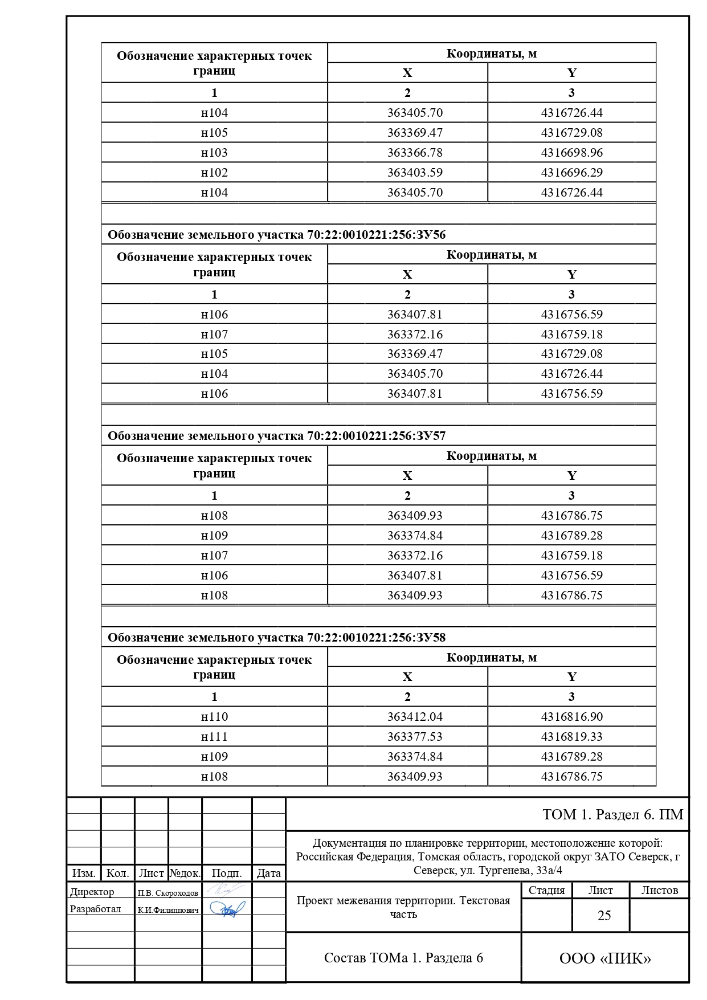 Обозначение характерных точек
границ
Координаты, м
X Y
1 2 3
н104 363405.70 4316726.44
н105 363369.47 4316729.08
н103 363366.78 4316698.96
н102 363403.59 4316696.29
н104 363405.70 4316726.44
Обозначение земельного участка 70:22:0010221:256:ЗУ56
Обозначение характерных точек
границ
Координаты, м
X Y
1 2 3
н106 363407.81 4316756.59
н107 363372.16 4316759.18
н105 363369.47 4316729.08
н104 363405.70 4316726.44
н106 363407.81 4316756.59
Обозначение земельного участка 70:22:0010221:256:ЗУ57
Обозначение характерных точек
границ
Координаты, м
X Y
1 2 3
н108 363409.93 4316786.75
н109 363374.84 4316789.28
н107 363372.16 4316759.18
н106 363407.81 4316756.59
н108 363409.93 4316786.75
Обозначение земельного участка 70:22:0010221:256:ЗУ58
Обозначение характерных точек
границ
Координаты, м
X Y
1 2 3
н110 363412.04 4316816.90
н111 363377.53 4316819.33
н109 363374.84 4316789.28
н108 363409.93 4316786.75
ТОМ 1. Раздел 6. ПМ
Документация по планировке территории, местоположение которой:
Российская Федерация, Томская область, городской округ ЗАТО Северск, г
Северск, ул. Тургенева, 33а/4
Изм. Кол. Лист №док. Подп. Дата
Директор П.В. Скороходов
Разработал К.И.Филиппович
Проект межевания территории. Текстовая
часть
Стадия Лист Листов
25
Состав ТОМа 1. Раздела 6
ООО «ПИК»